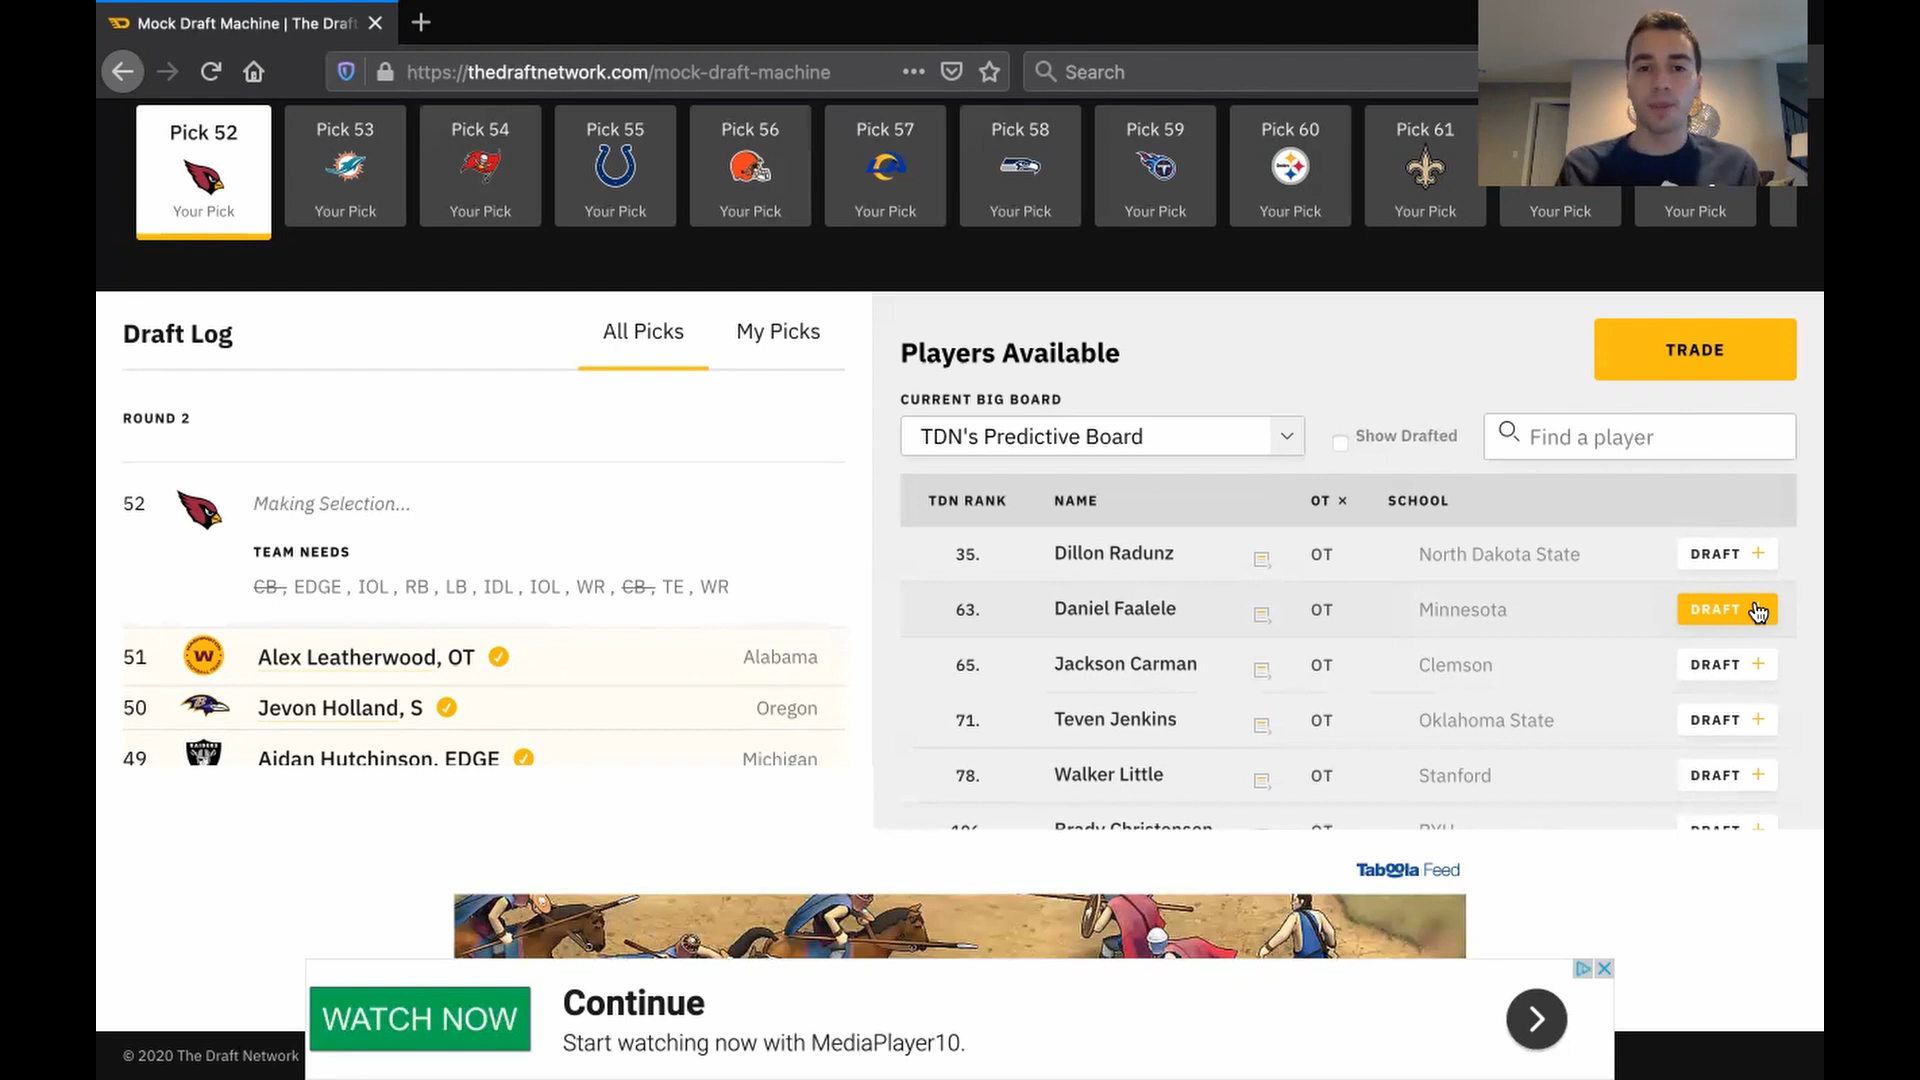 Mock Draft Machine | The Draft
https://thedraftnetwork.com/mock-draft-machine
Search
Pick 52
Your Pick
Pick 53
Your Pick
Pick 54
Your Pick
Pick 55
Your Pick
Pick 56
Your Pick
Pick 57
Your Pick
Pick 58
Your Pick
Pick 59
Your Pick
Pick 60
Your Pick
Pick 61
Your Pick
Your Pick
Your Pick
Draft Log
All Picks
My Picks
ROUND 2
52
Making Selection...
TEAM NEEDS
CB, EDGE, IOL, RB, LB, IDL, IOL, WR, CB, TE, WR
51 W Alex Leatherwood, OT Alabama
50 Jevon Holland, S Oregon
49 RAIDERS Aidan Hutchinson, EDGE Michigan
Players Available
TRADE
CURRENT BIG BOARD
TDN's Predictive Board
Show Drafted
Find a player
TDN RANK NAME OT × SCHOOL
35. Dillon Radunz OT North Dakota State DRAFT +
63. Daniel Faalele OT Minnesota DRAFT
65. Jackson Carman OT Clemson DRAFT +
71. Teven Jenkins OT Oklahoma State DRAFT +
78. Walker Little OT Stanford DRAFT +
Brady Christensen OT BYU DRAFT +
Taboola Feed
WATCH NOW
Continue
Start watching now with MediaPlayer10.
© 2020 The Draft Network